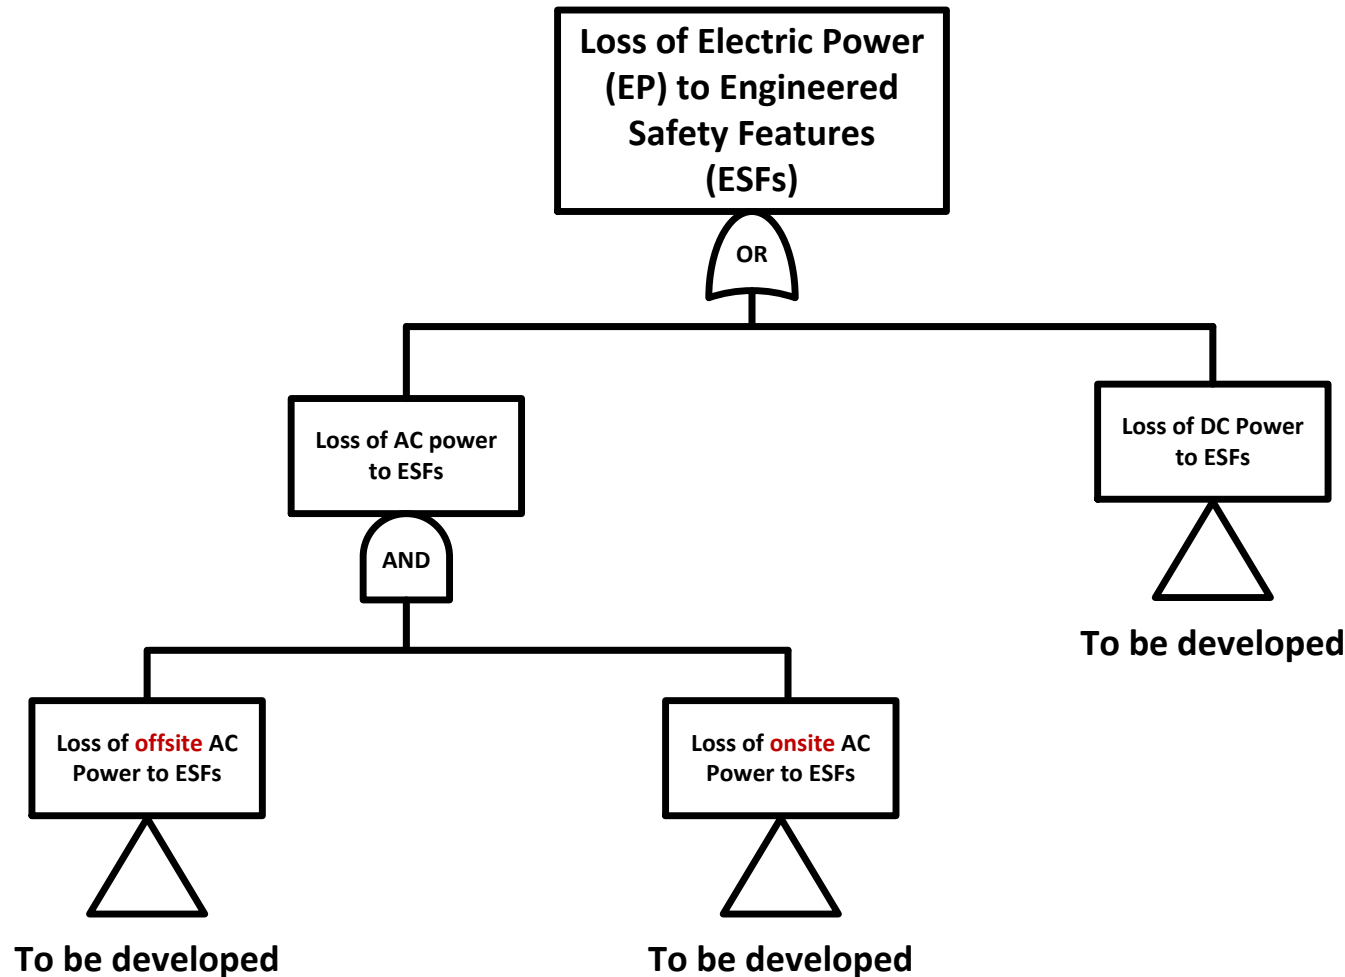 Loss of Electric Power
(EP) to Engineered
Safety Features
(ESFs)
OR
Loss of AC power
to ESFs
Loss of DC Power
to ESFs
AND
To be developed
Loss of offsite AC
Power to ESFs
Loss of onsite AC
Power to ESFs
To be developed
To be developed